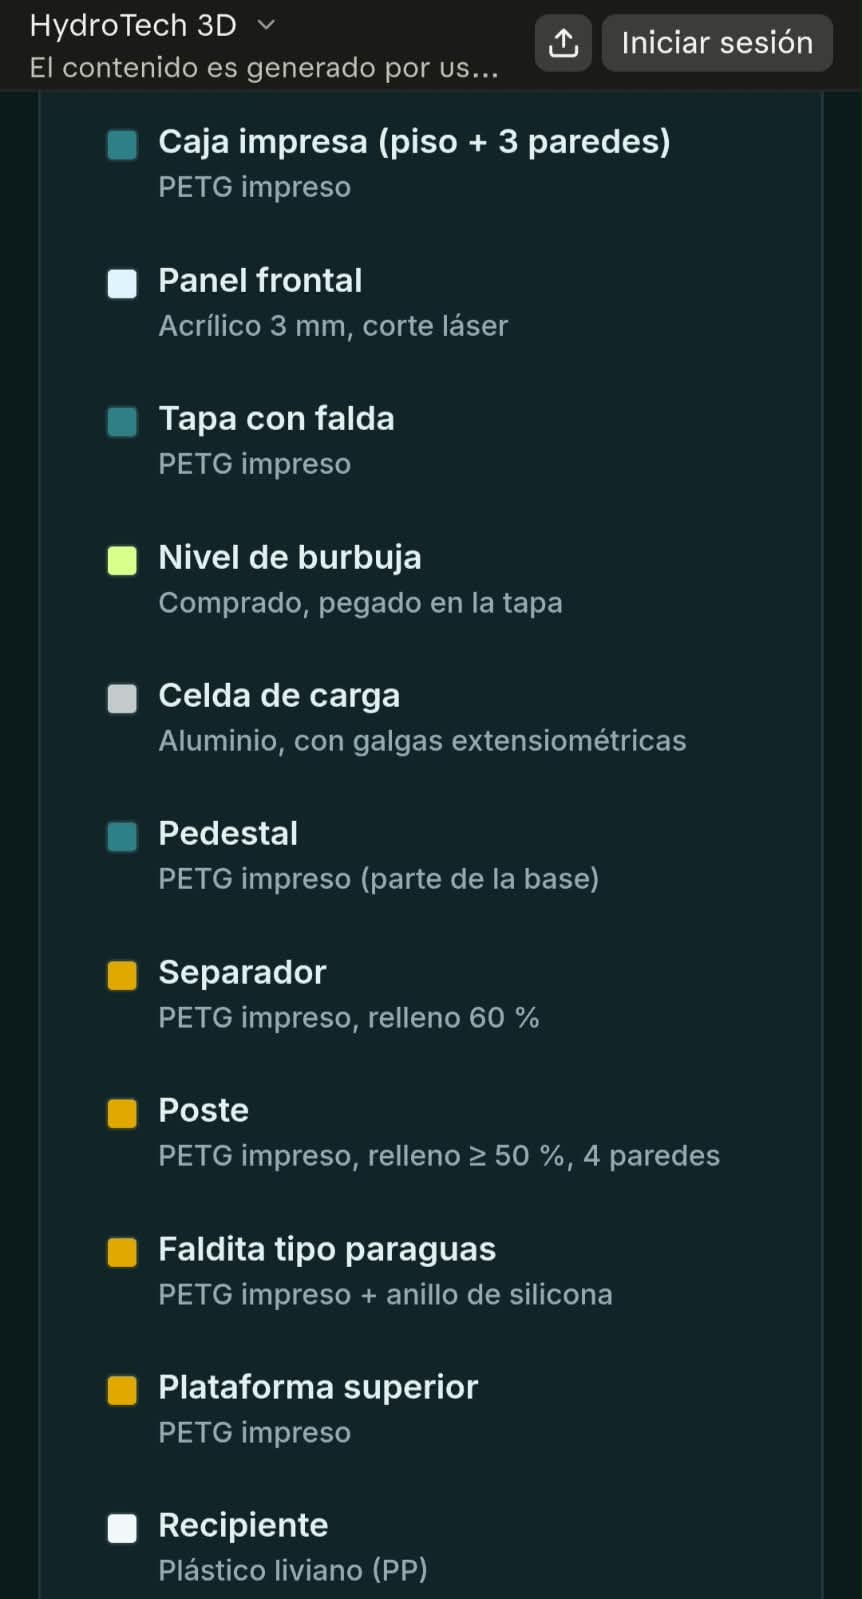 HydroTech 3D
El contenido es generado por us...
Iniciar sesión
Caja impresa (piso + 3 paredes)
PETG impreso
Panel frontal
Acrílico 3 mm, corte láser
Tapa con falda
PETG impreso
Nivel de burbuja
Comprado, pegado en la tapa
Celda de carga
Aluminio, con galgas extensiométricas
Pedestal
PETG impreso (parte de la base)
Separador
PETG impreso, relleno 60 %
Poste
PETG impreso, relleno ≥ 50 %, 4 paredes
Faldita tipo paraguas
PETG impreso + anillo de silicona
Plataforma superior
PETG impreso
Recipiente
Plástico liviano (PP)